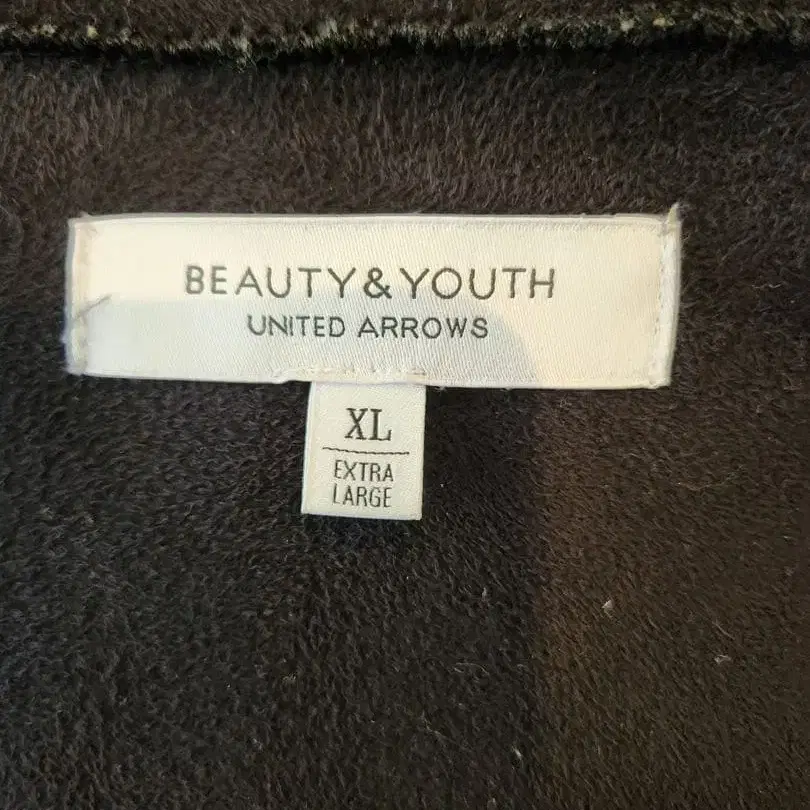 BEAUTY&YOUTH
UNITED ARROWS
XL
EXTRA
LARGE